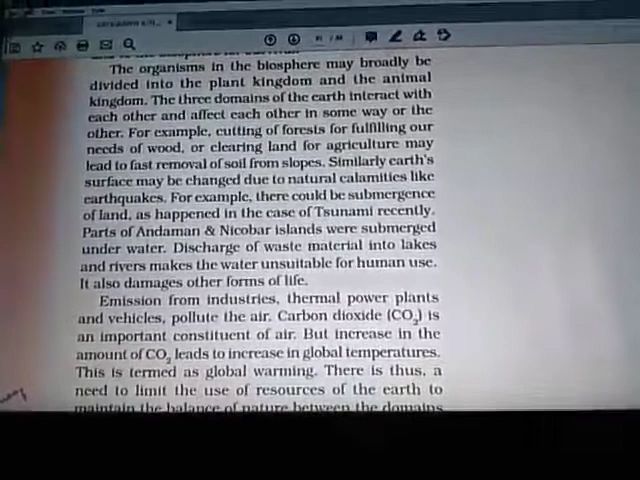 The organisms in the biosphere may broadly be
divided into the plant kingdom and the animal
kingdom. The three domains of the earth interact with
each other and affect each other in some way or the
other. For example, cutting of forests for fulfilling our
needs of wood, or clearing land for agriculture may
lead to fast removal of soil from slopes. Similarly earth's
surface may be changed due to natural calamities like
earthquakes. For example, there could be submergence
of land, as happened in the case of Tsunami recently.
Parts of Andaman & Nicobar islands were submerged
under water. Discharge of waste material into lakes
and rivers makes the water unsuitable for human use.
It also damages other forms of life.
Emission from industries, thermal power plants
and vehicles, pollute the air. Carbon dioxide (CO₂) is
an important constituent of air. But increase in the
amount of CO₂ leads to increase in global temperatures.
This is termed as global warming. There is thus, a
need to limit the use of resources of the earth to
maintain the balance of nature between the domains